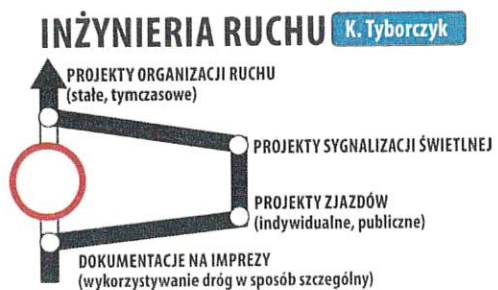 INŻYNIERIA RUCHU K. Tyborczyk
PROJEKTY ORGANIZACJI RUCHU
(stałe, tymczasowe)
PROJEKTY SYGNALIZACJI ŚWIETLNEJ
PROJEKTY ZJAZDÓW
(indywidualne, publiczne)
DOKUMENTACJE NA IMPREZY
(wykorzystywanie dróg w sposób szczególny)